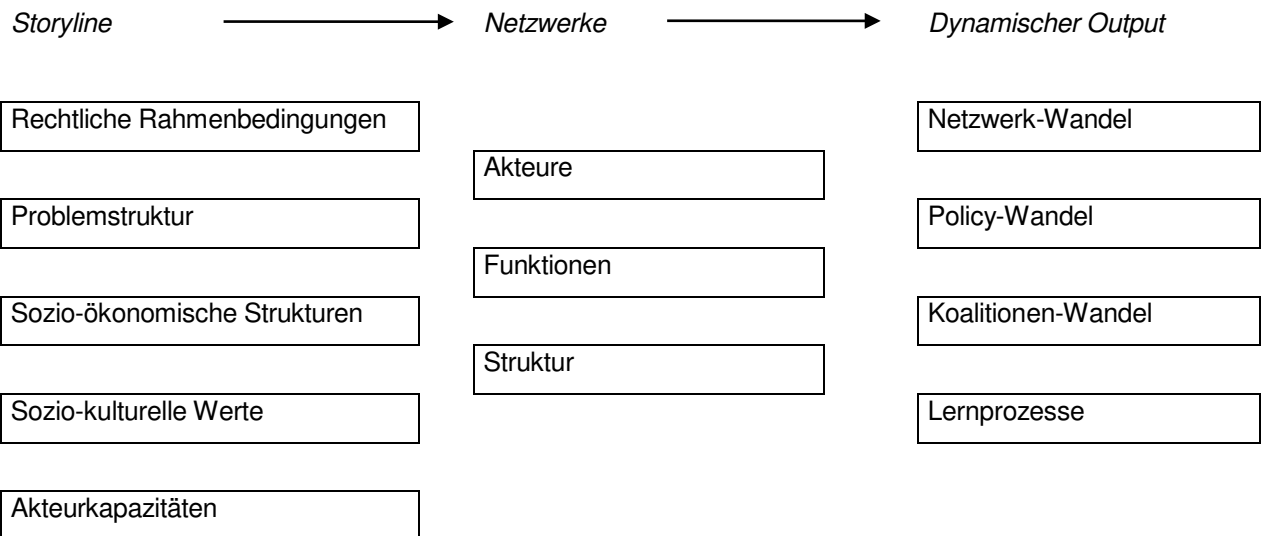 Storyline
Netzwerke
Dynamischer Output
Rechtliche Rahmenbedingungen
Problemstruktur
Sozio-ökonomische Strukturen
Sozio-kulturelle Werte
Akteurkapazitäten
Akteure
Funktionen
Struktur
Netzwerk-Wandel
Policy-Wandel
Koalitionen-Wandel
Lernprozesse